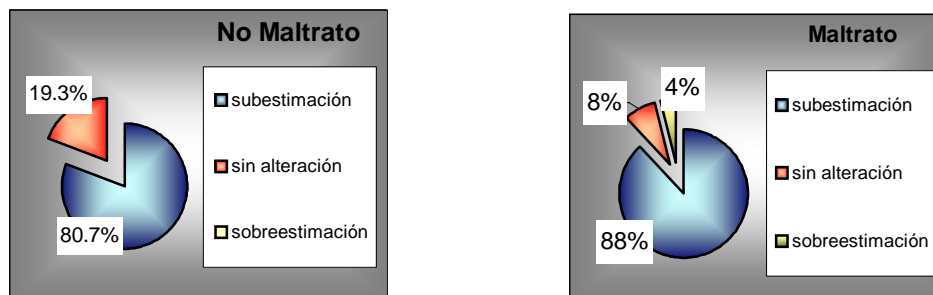 No Maltrato
19.3%
subestimación
sin alteración
80.7%
sobreestimación
Maltrato
4%
8%
subestimación
sin alteración
88%
sobreestimación